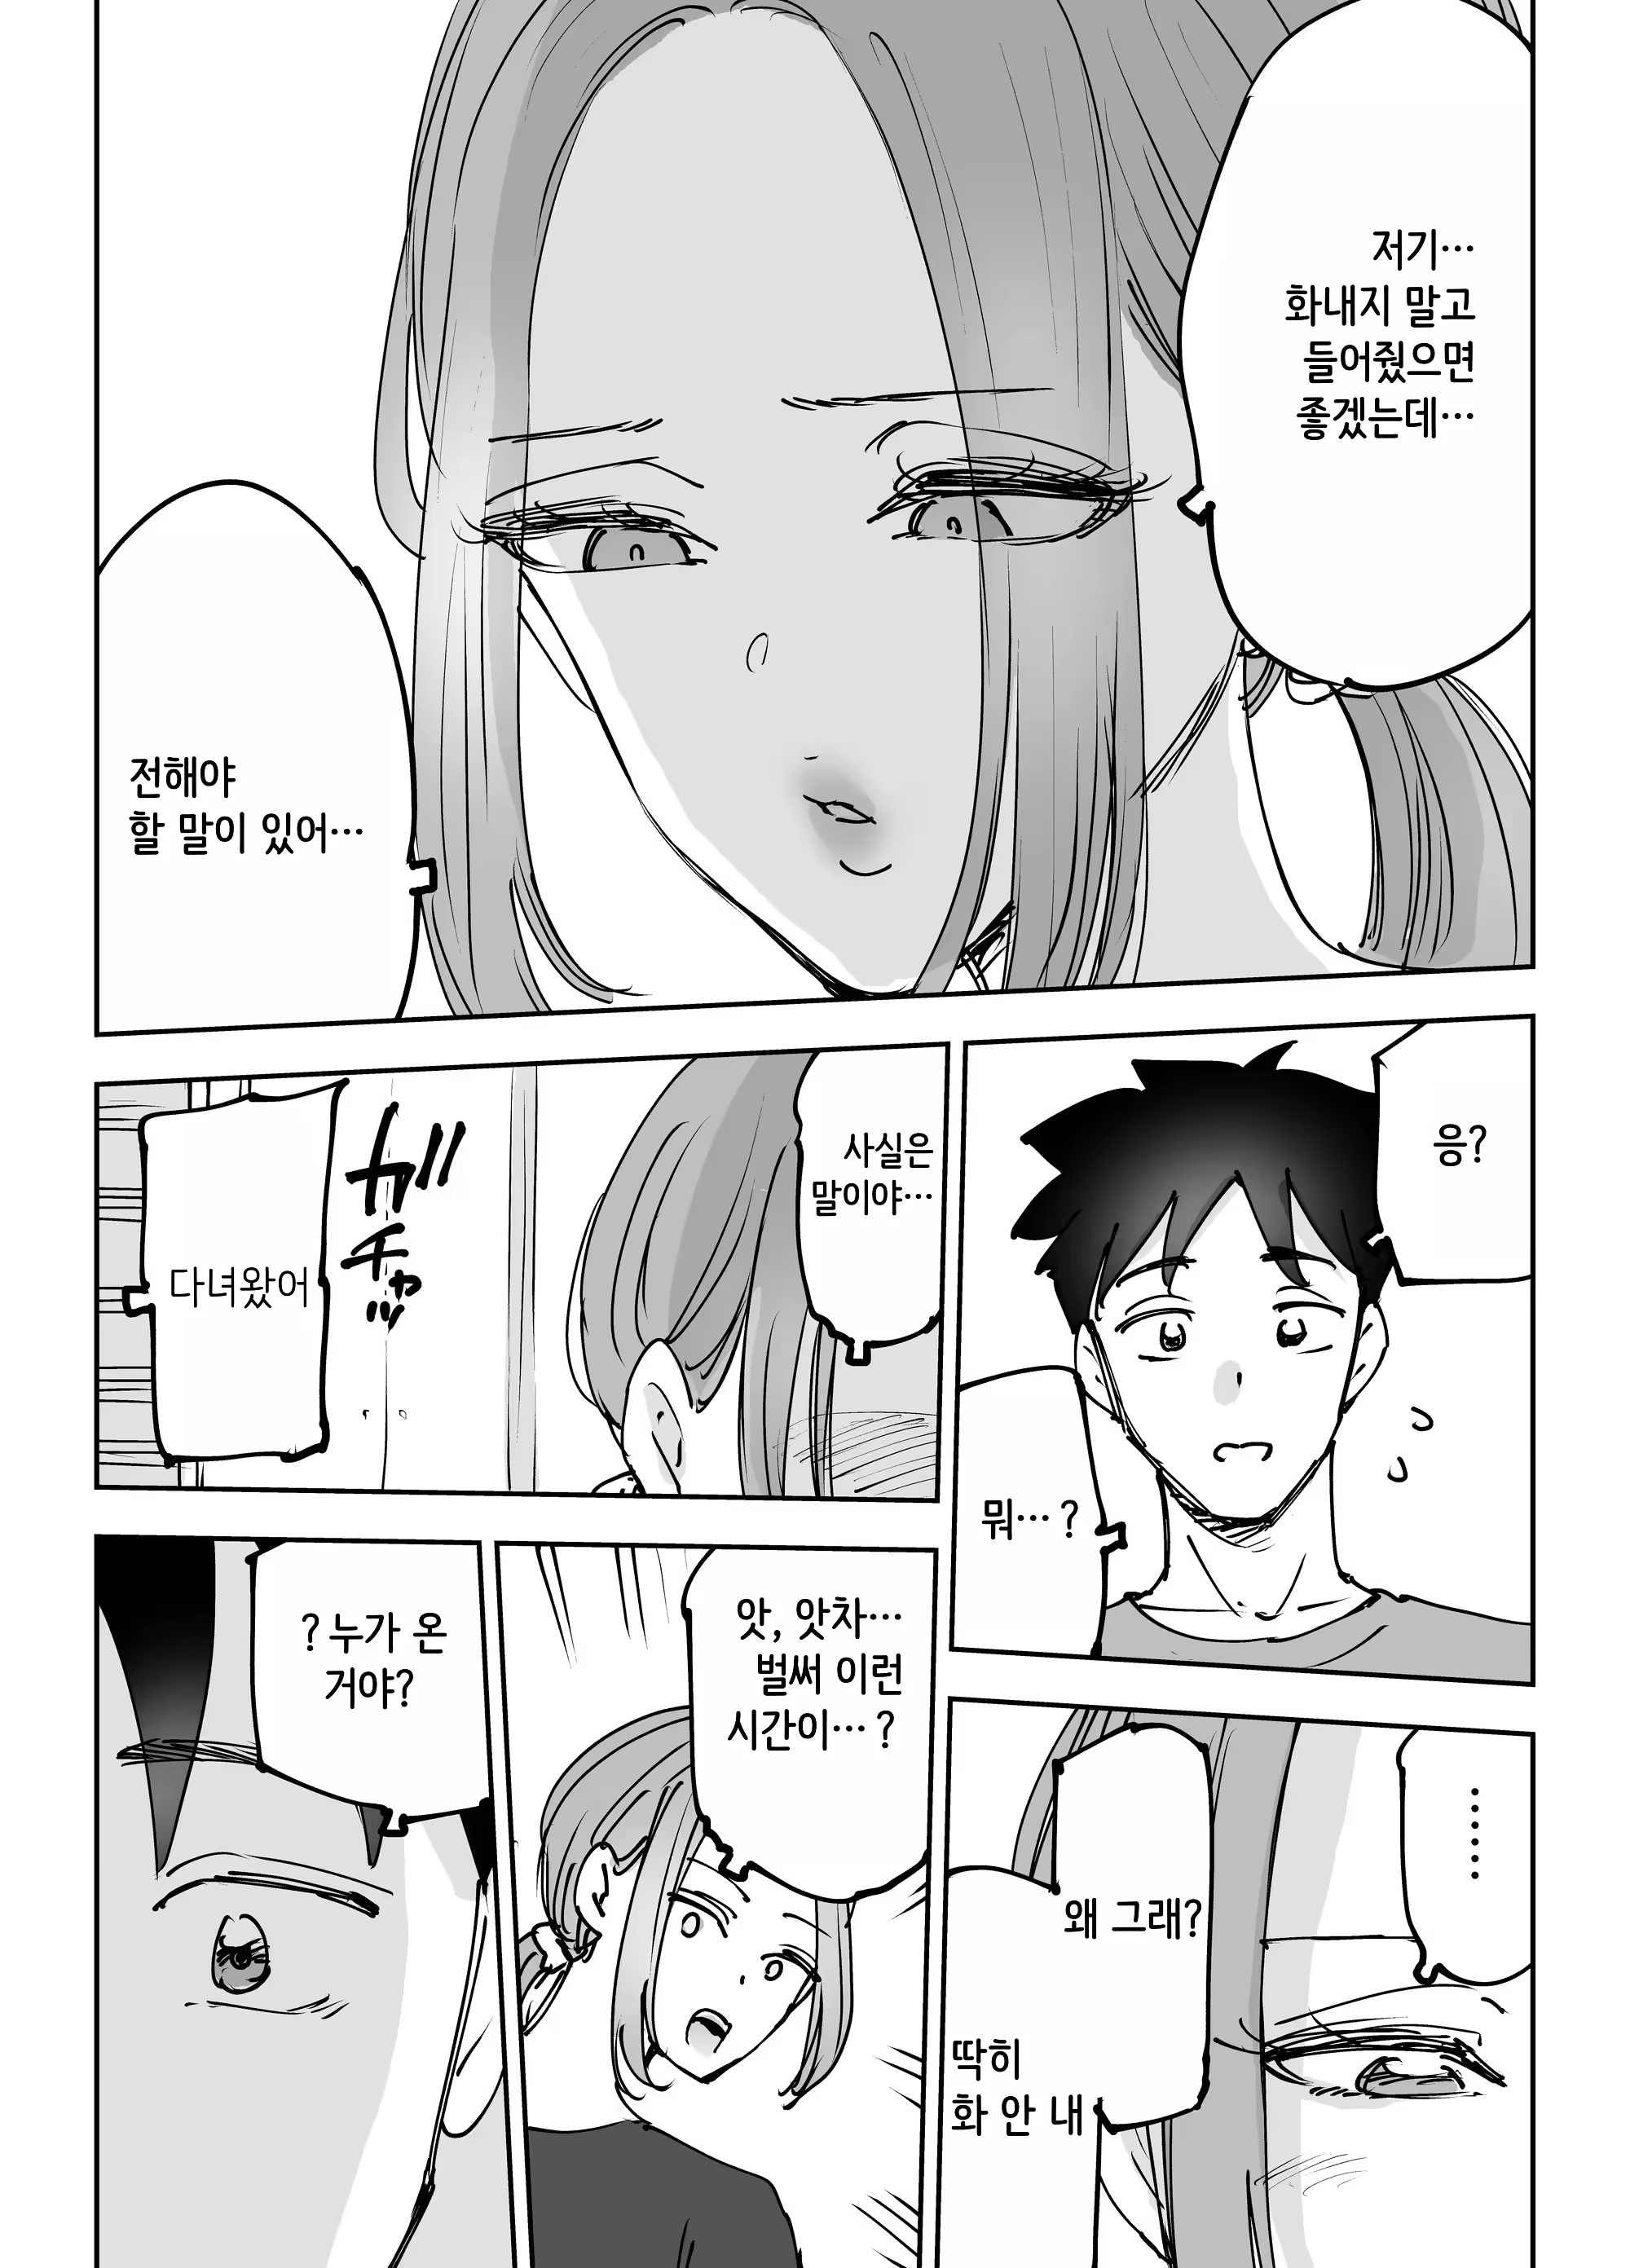 저기…
화내지 말고
들어줬으면
좋겠는데…
전해야
할 말이 있어…
응?
뭐…?
사실은
말이야…
ガチャッ
다녀왔어
……
왜 그래?
딱히
화 안 내
앗, 앗차…
벌써 이런
시간이…?
? 누가 온
거야?